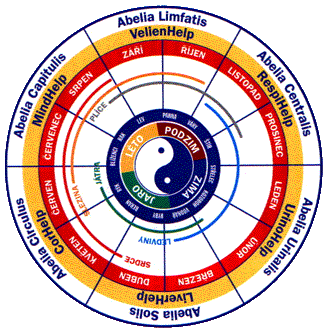 Abelia Limfatis
VelienHelp
Abelia Centralis
RespiHelp
Abelia Urinalis
UrinoHelp
Abelia Solis
LiverHelp
Abelia Circulis
CorHelp
Abelia Capitulis
MindHelp
ZÁŘÍ
ŘÍJEN
LISTOPAD
PROSINEC
LEDEN
ÚNOR
BŘEZEN
DUBEN
KVĚTEN
ČERVEN
ČERVENEC
SRPEN
PLÍCE
LEDVINY
SRDCE
SLEZINA
JÁTRA
LEV
PANNA
VÁHY
ŠTÍR
STŘELEC
KOZOROH
VODNÁŘ
RYBY
BERAN
BÝK
BLÍŽENCI
RAK
LÉTO
PODZIM
ZIMA
JARO